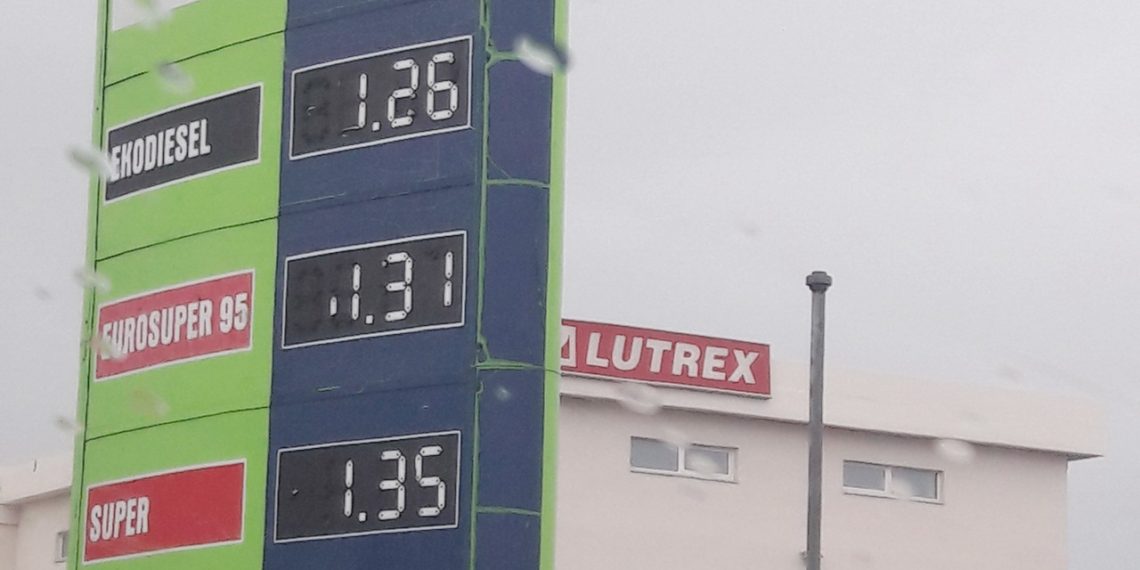 EKODIESEL 1.26
EUROSUPER 95 1.31
SUPER 1.35
LUTREX